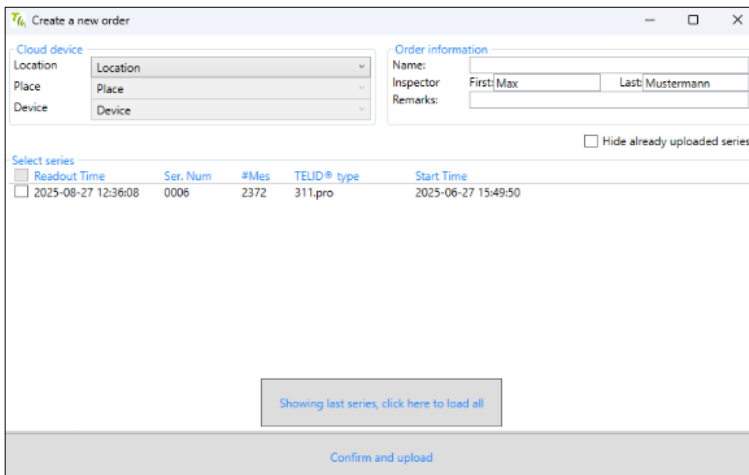 Create a new order
Cloud device
Location Location
Place Place
Device Device
Order information
Name:
Inspector First: Max Last: Mustermann
Remarks:
Hide already uploaded series
Select series
Readout Time Ser. Num #Mes TELID® type Start Time
2025-08-27 12:36:08 0006 2372 311.pro 2025-06-27 15:49:50
Showing last series, click here to load all
Confirm and upload